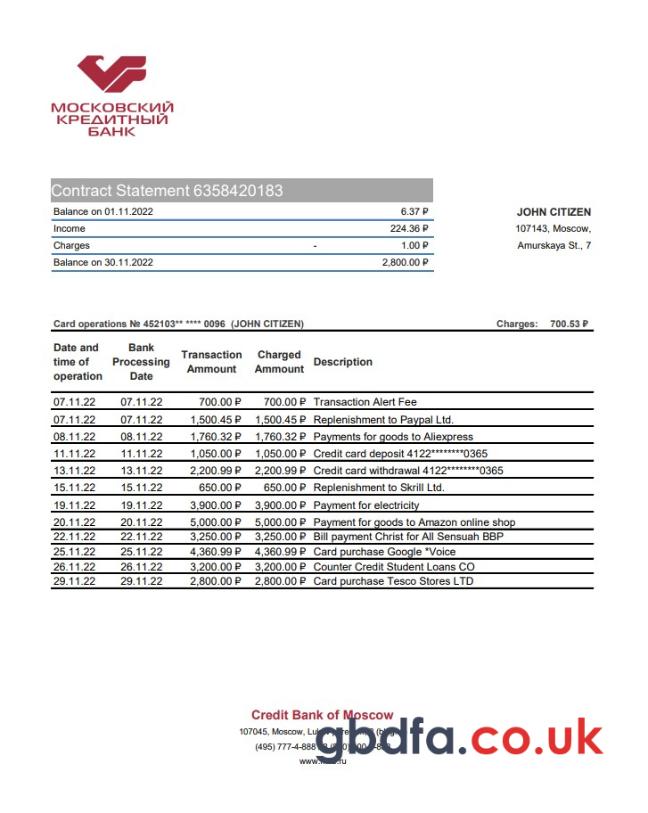 МОСКОВСКИЙ
КРЕДИТНЫЙ
БАНК
Contract Statement 6358420183
Balance on 01.11.2022 6.37 ₽
Income 224.36 ₽
Charges - 1.00 ₽
Balance on 30.11.2022 2,800.00 ₽
JOHN CITIZEN
107143, Moscow,
Amurskaya St., 7
Card operations № 452103** **** 0096 (JOHN CITIZEN) Charges: 700.53 ₽
Date and time of operation Bank Processing Date Transaction Ammount Charged Ammount Description
07.11.22 07.11.22 700.00 ₽ 700.00 ₽ Transaction Alert Fee
07.11.22 07.11.22 1,500.45 ₽ 1,500.45 ₽ Replenishment to Paypal Ltd.
08.11.22 08.11.22 1,760.32 ₽ 1,760.32 ₽ Payments for goods to Aliexpress
11.11.22 11.11.22 1,050.00 ₽ 1,050.00 ₽ Credit card deposit 4122********0365
13.11.22 13.11.22 2,200.99 ₽ 2,200.99 ₽ Credit card withdrawal 4122********0365
15.11.22 15.11.22 650.00 ₽ 650.00 ₽ Replenishment to Skrill Ltd.
19.11.22 19.11.22 3,900.00 ₽ 3,900.00 ₽ Payment for electricity
20.11.22 20.11.22 5,000.00 ₽ 5,000.00 ₽ Payment for goods to Amazon online shop
22.11.22 22.11.22 3,250.00 ₽ 3,250.00 ₽ Bill payment Christ for All Sensuah BBP
25.11.22 25.11.22 4,360.99 ₽ 4,360.99 ₽ Card purchase Google *Voice
26.11.22 26.11.22 3,200.00 ₽ 3,200.00 ₽ Counter Credit Student Loans CO
29.11.22 29.11.22 2,800.00 ₽ 2,800.00 ₽ Card purchase Tesco Stores LTD
Credit Bank of Moscow
107045, Moscow,
(495) 777-4-888
gbdfa.co.uk